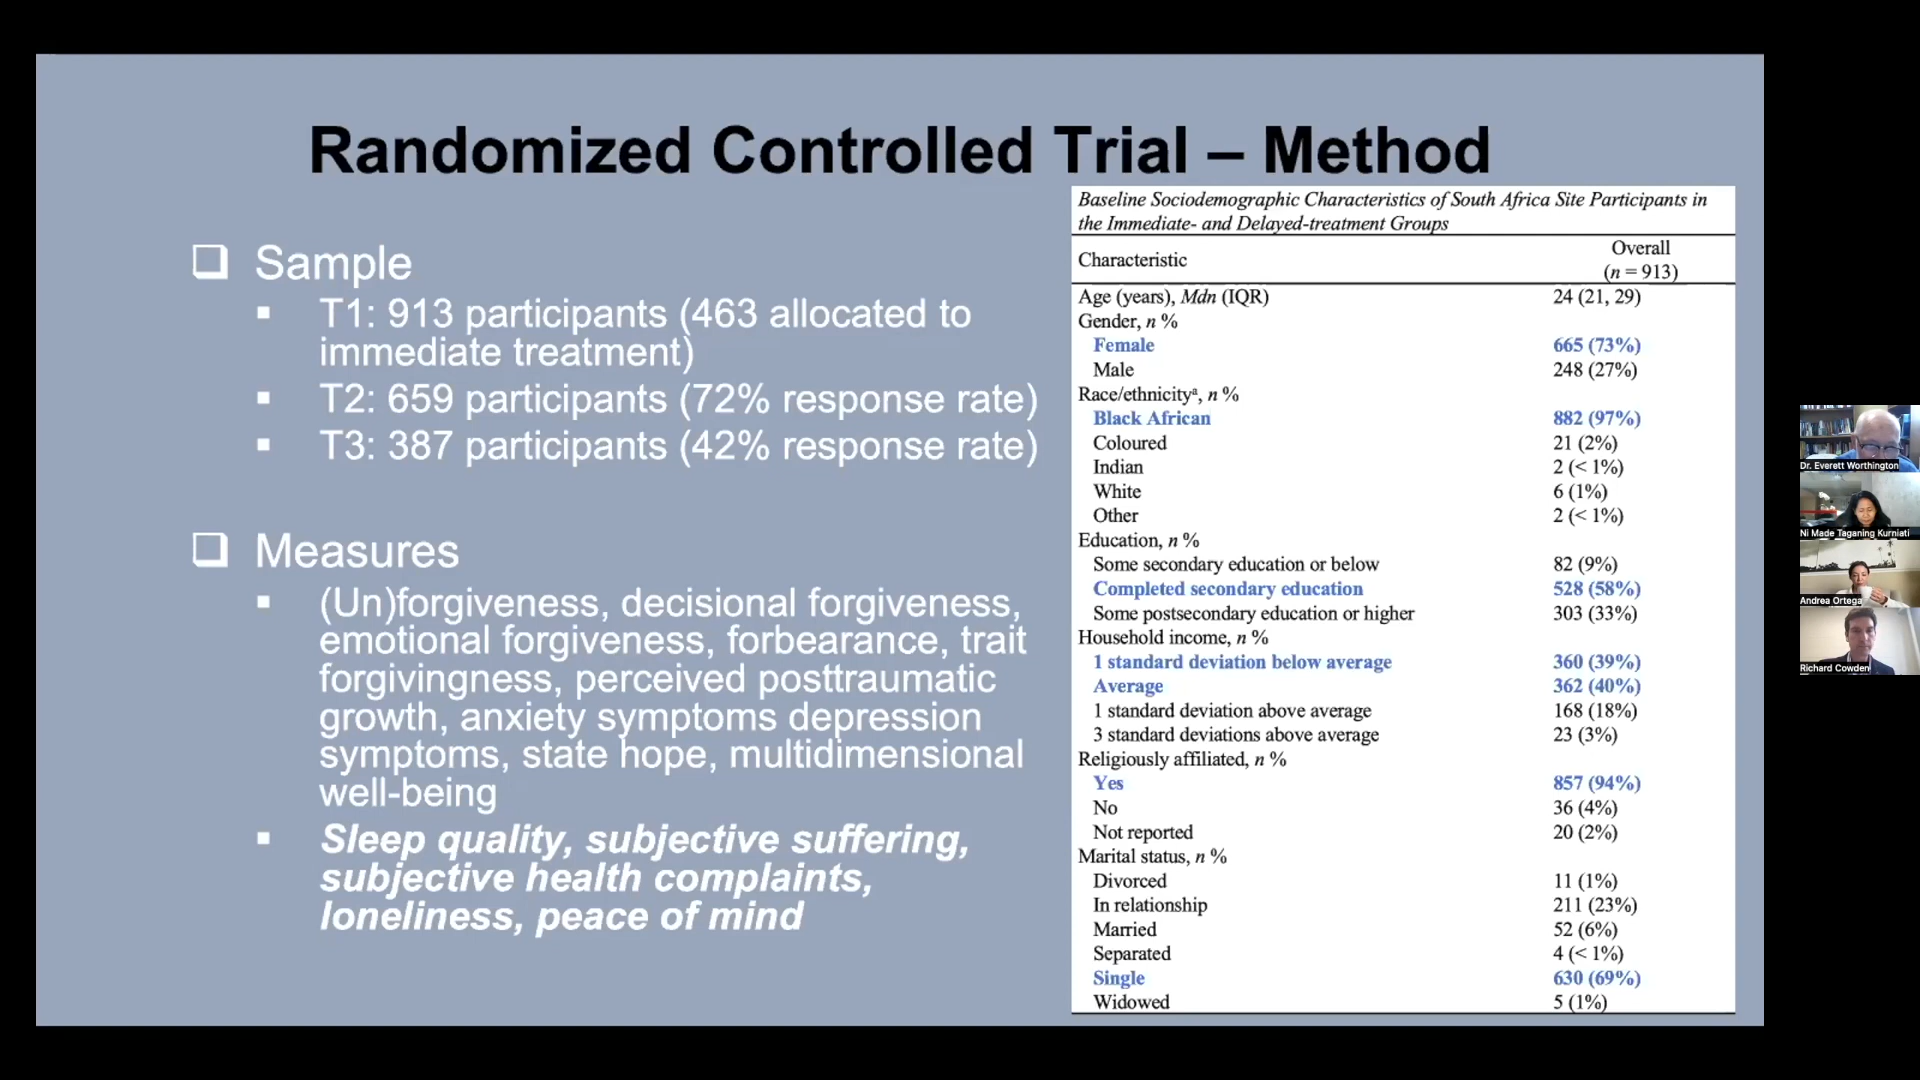 Randomized Controlled Trial – Method
Sample
T1: 913 participants (463 allocated to
immediate treatment)
T2: 659 participants (72% response rate)
T3: 387 participants (42% response rate)
Measures
(Un)forgiveness, decisional forgiveness,
emotional forgiveness, forbearance, trait
forgivingness, perceived posttraumatic
growth, anxiety symptoms depression
symptoms, state hope, multidimensional
well-being
Sleep quality, subjective suffering,
subjective health complaints,
loneliness, peace of mind
Baseline Sociodemographic Characteristics of South Africa Site Participants in
the Immediate- and Delayed-treatment Groups
Characteristic Overall
(n = 913)
Age (years), Mdn (IQR) 24 (21, 29)
Gender, n %
Female 665 (73%)
Male 248 (27%)
Race/ethnicityª, n %
Black African 882 (97%)
Coloured 21 (2%)
Indian 2 (< 1%)
White 6 (1%)
Other 2 (< 1%)
Education, n %
Some secondary education or below 82 (9%)
Completed secondary education 528 (58%)
Some postsecondary education or higher 303 (33%)
Household income, n %
1 standard deviation below average 360 (39%)
Average 362 (40%)
1 standard deviation above average 168 (18%)
3 standard deviations above average 23 (3%)
Religiously affiliated, n %
Yes 857 (94%)
No 36 (4%)
Not reported 20 (2%)
Marital status, n %
Divorced 11 (1%)
In relationship 211 (23%)
Married 52 (6%)
Separated 4 (< 1%)
Single 630 (69%)
Widowed 5 (1%)
Dr. Everett Worthington
Ni Made Taganing Kurniati
Andrea Ortega
Richard Cowden